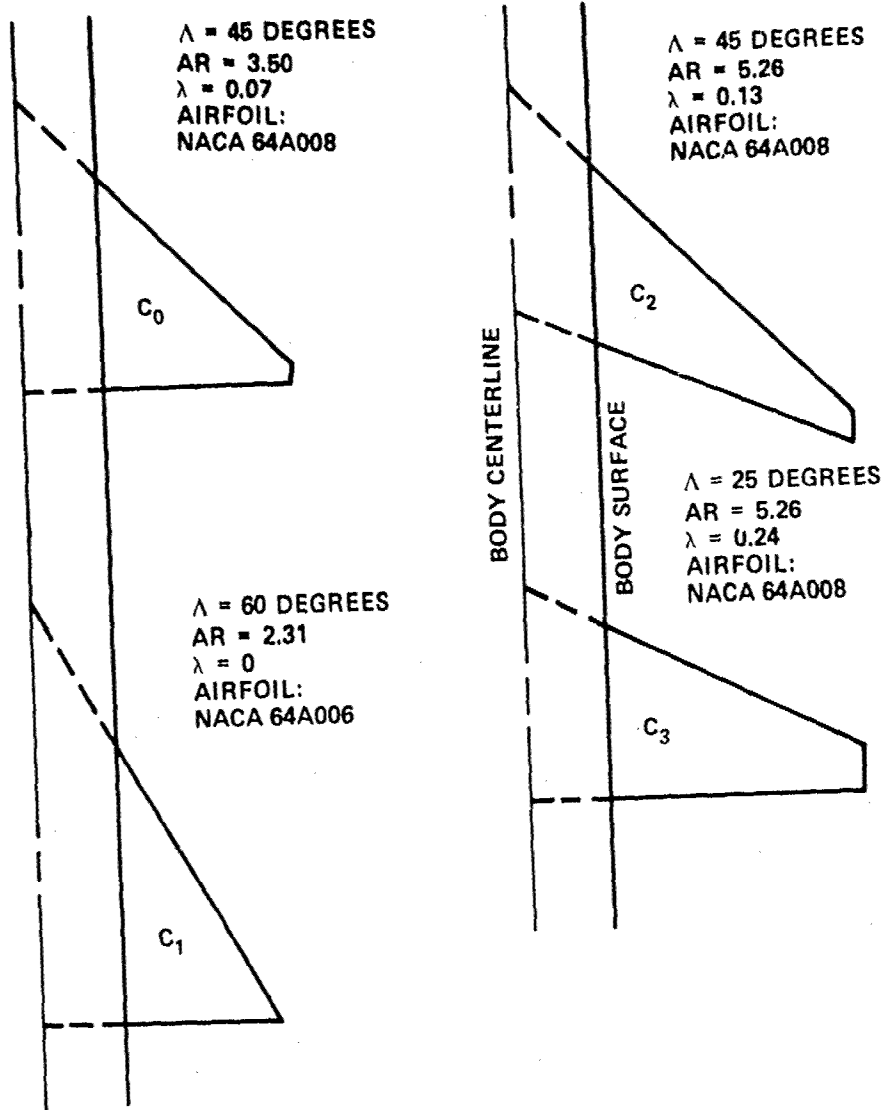 Λ = 45 DEGREES
AR = 3.50
λ = 0.07
AIRFOIL:
NACA 64A008
C₀
Λ = 60 DEGREES
AR = 2.31
λ = 0
AIRFOIL:
NACA 64A006
C₁
Λ = 45 DEGREES
AR = 5.26
λ = 0.13
AIRFOIL:
NACA 64A008
C₂
BODY CENTERLINE
BODY SURFACE
Λ = 25 DEGREES
AR = 5.26
λ = 0.24
AIRFOIL:
NACA 64A008
C₃